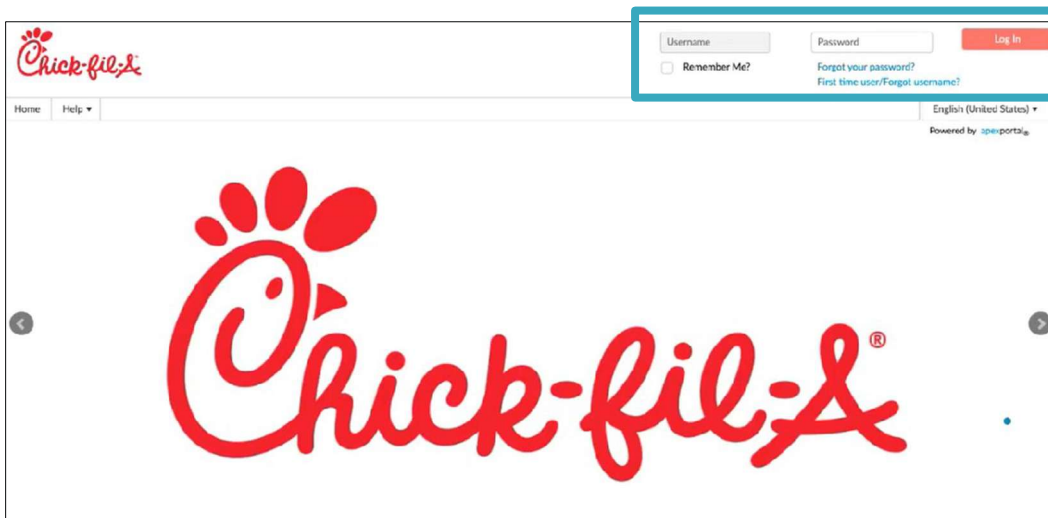 Chick-fil-A
Username
Password
Log In
Remember Me?
Forgot your password?
First time user/Forgot username?
Home
Help
English (United States)
Powered by apexportal®
Chick-fil-A®